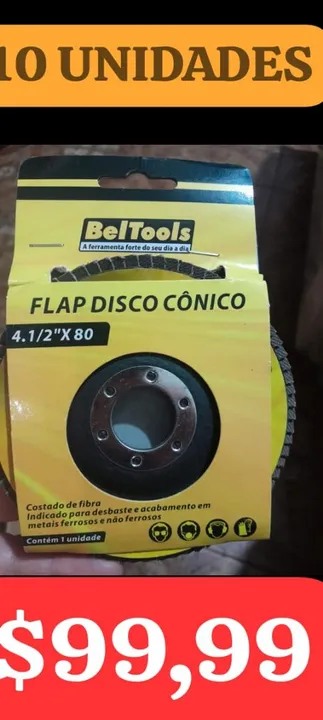 10 UNIDADES
BelTools
A ferramenta forte do seu dia a dia
FLAP DISCO CÔNICO
4.1/2"X 80
Costado de fibra
Indicado para desbaste e acabamento em
metais ferrosos e não ferrosos
Contém 1 unidade
$99,99